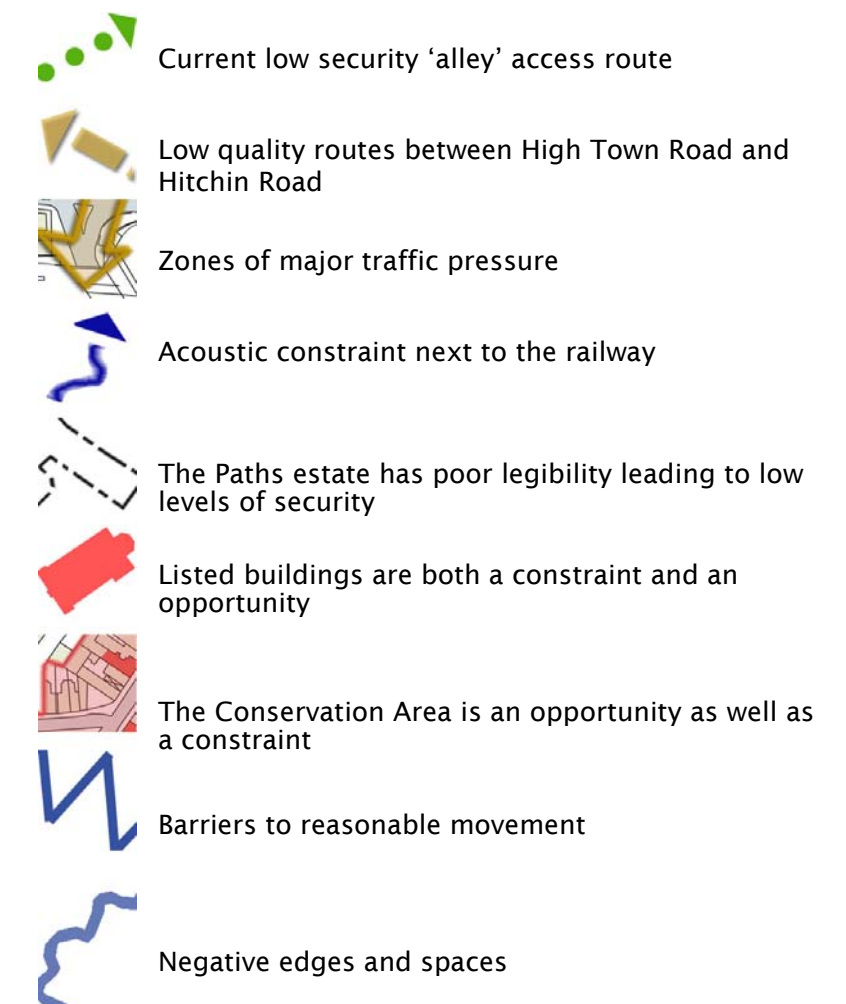 Current low security ‘alley’ access route
Low quality routes between High Town Road and
Hitchin Road
Zones of major traffic pressure
Acoustic constraint next to the railway
The Paths estate has poor legibility leading to low
levels of security
Listed buildings are both a constraint and an
opportunity
The Conservation Area is an opportunity as well as
a constraint
Barriers to reasonable movement
Negative edges and spaces